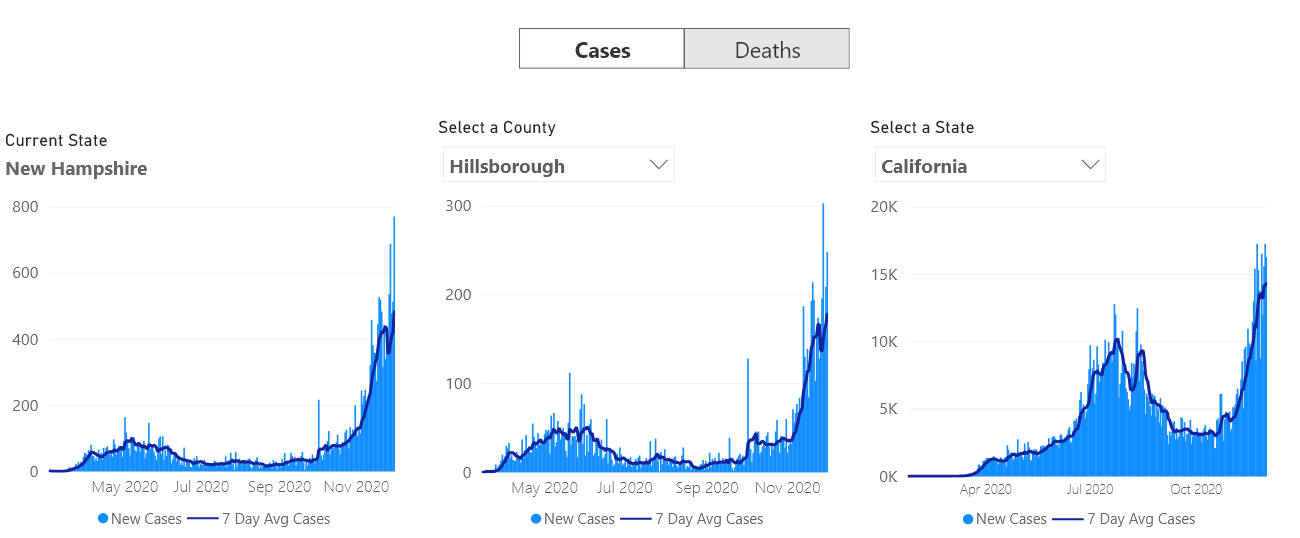 Cases Deaths
Current State
New Hampshire
800
600
400
200
0
May 2020 Jul 2020 Sep 2020 Nov 2020
New Cases 7 Day Avg Cases
Select a County
Hillsborough
300
200
100
0
May 2020 Jul 2020 Sep 2020 Nov 2020
New Cases 7 Day Avg Cases
Select a State
California
20K
15K
10K
5K
0K
Apr 2020 Jul 2020 Oct 2020
New Cases 7 Day Avg Cases